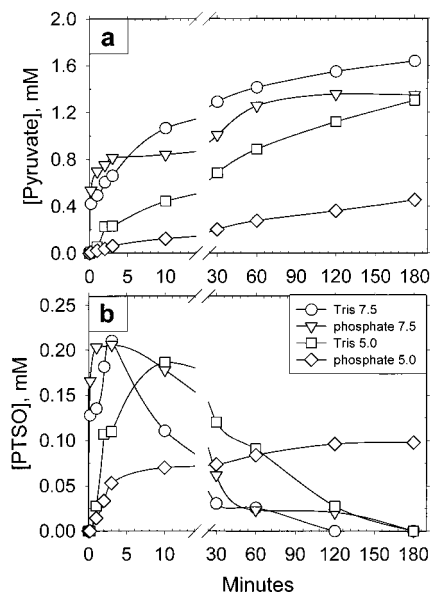 a
[Pyruvate], mM
2.0
1.6
1.2
0.8
0.4
0.0
0 5 10 30 60 90 120 150 180
b
[PTSO], mM
0.25
0.20
0.15
0.10
0.05
0.00
Tris 7.5
phosphate 7.5
Tris 5.0
phosphate 5.0
0 5 10 30 60 90 120 150 180
Minutes